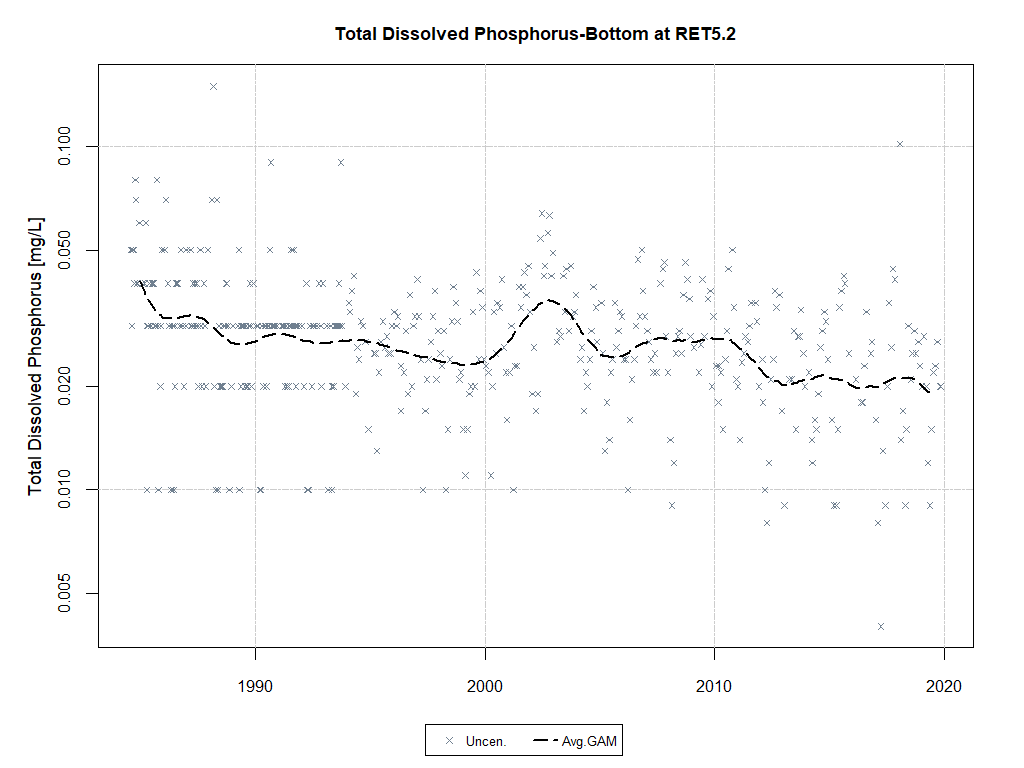 Total Dissolved Phosphorus-Bottom at RET5.2
Total Dissolved Phosphorus [mg/L]
0.100
0.050
0.020
0.010
0.005
1990 2000 2010 2020
Uncen. Avg.GAM